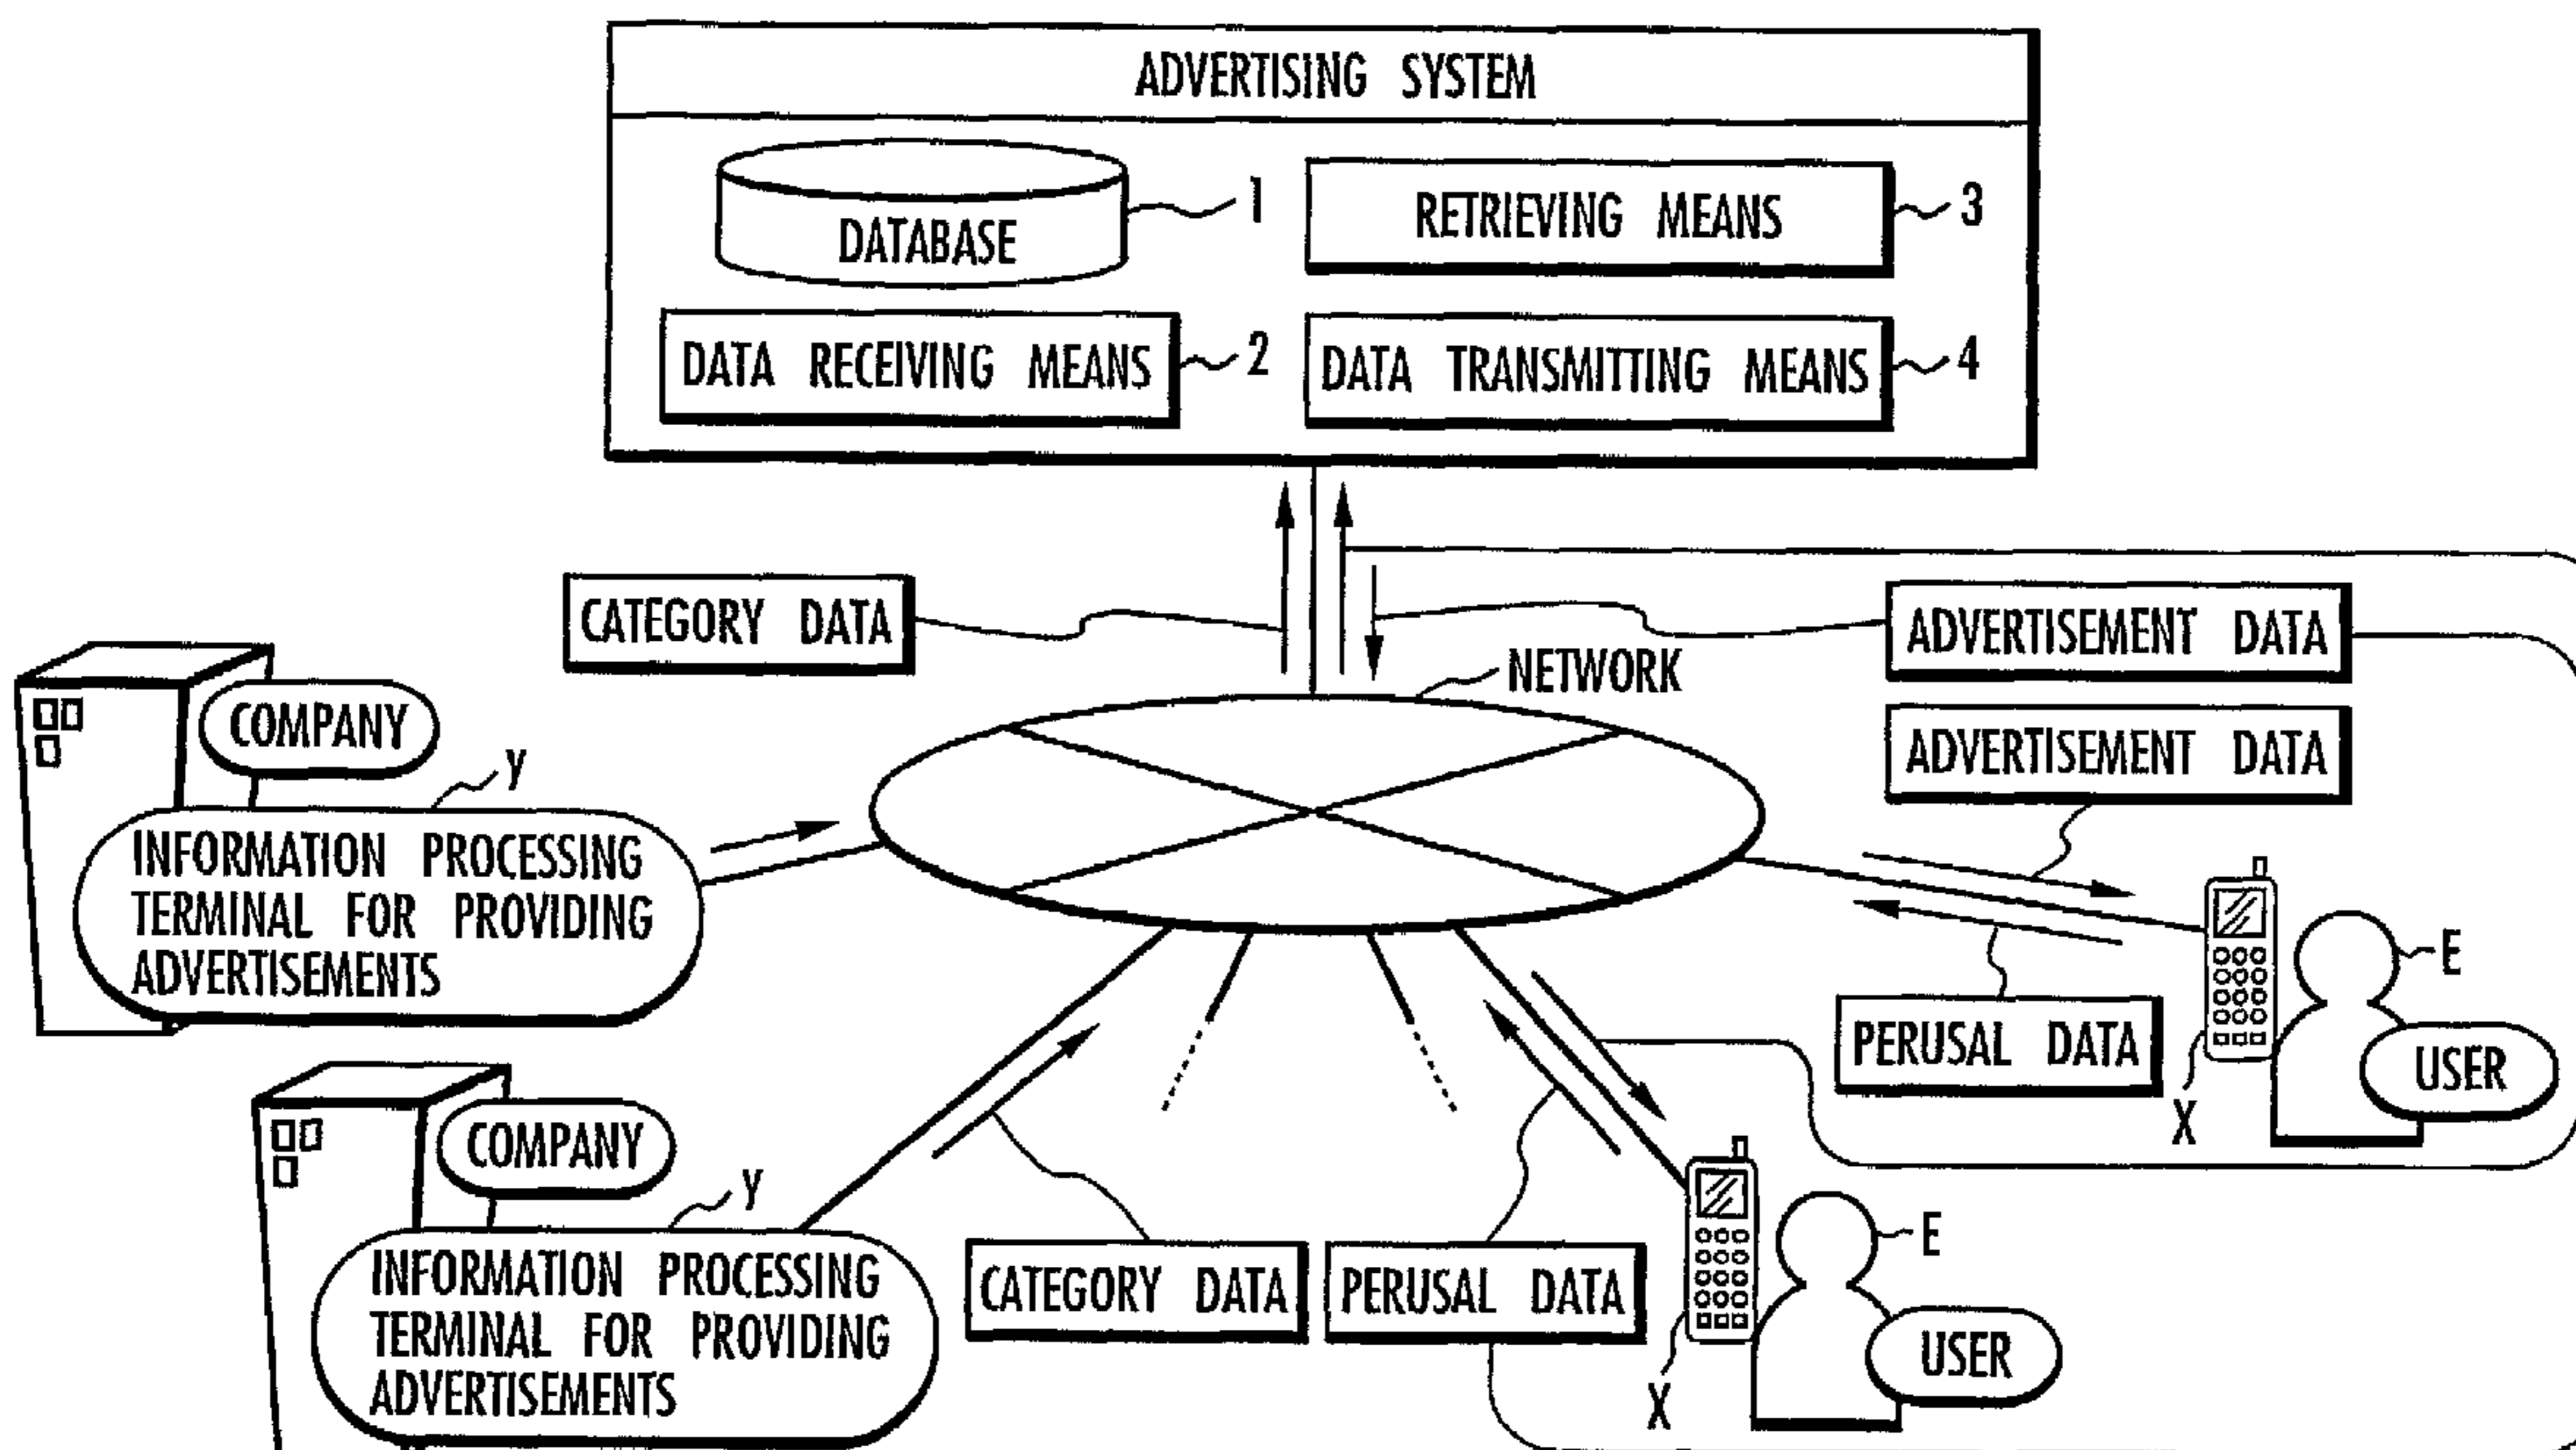 ADVERTISING SYSTEM
DATABASE
1
RETRIEVING MEANS
3
DATA RECEIVING MEANS
2
DATA TRANSMITTING MEANS
4
CATEGORY DATA
ADVERTISEMENT DATA
NETWORK
ADVERTISEMENT DATA
COMPANY
y
INFORMATION PROCESSING
TERMINAL FOR PROVIDING
ADVERTISEMENTS
E
PERUSAL DATA
X
USER
COMPANY
y
INFORMATION PROCESSING
TERMINAL FOR PROVIDING
ADVERTISEMENTS
CATEGORY DATA
PERUSAL DATA
E
X
USER